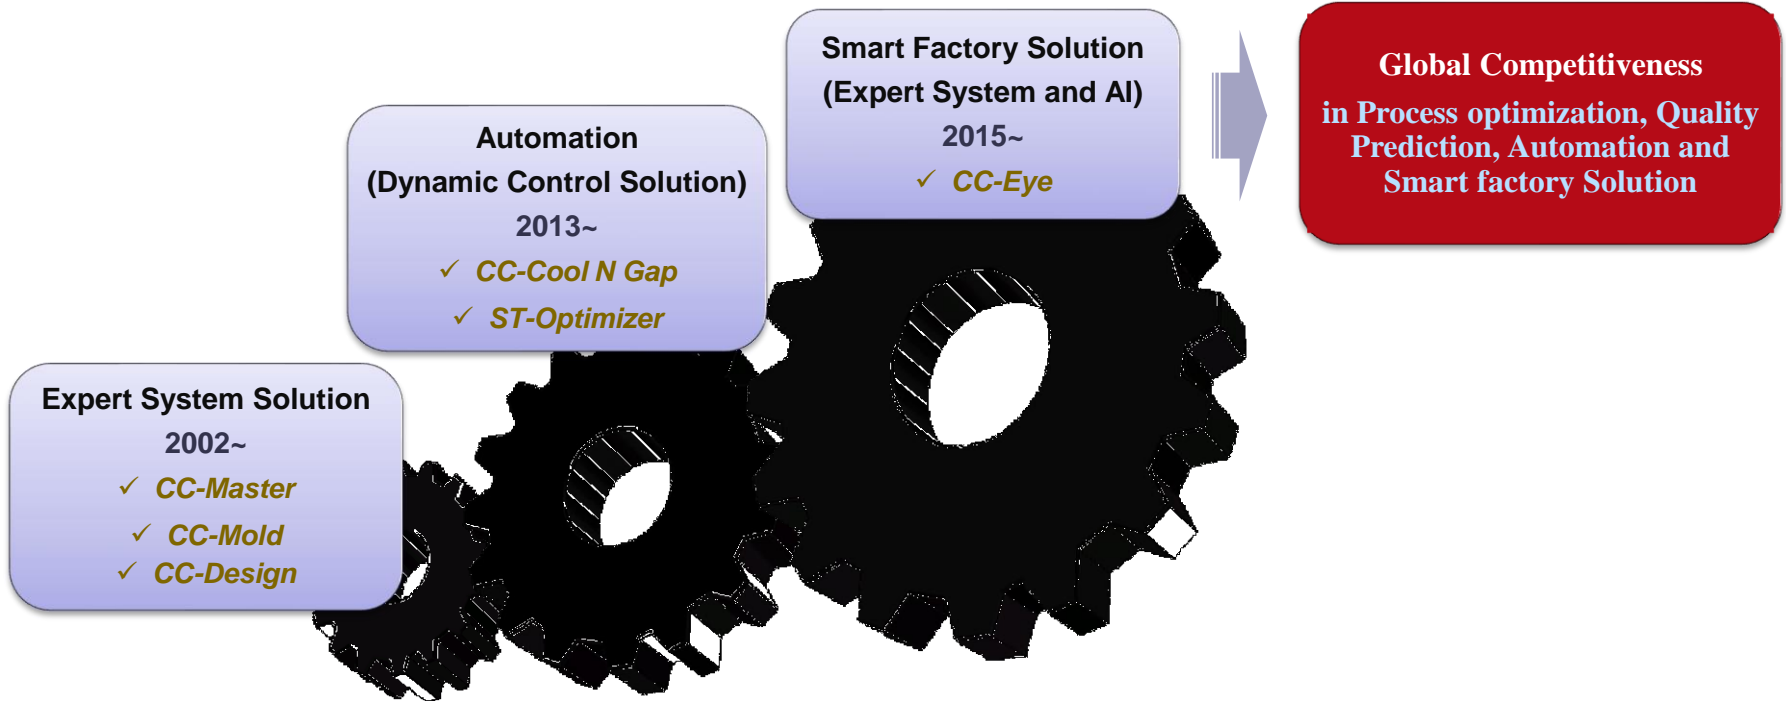 Expert System Solution
2002~
✓ CC-Master
✓ CC-Mold
✓ CC-Design
Automation
(Dynamic Control Solution)
2013~
✓ CC-Cool N Gap
✓ ST-Optimizer
Smart Factory Solution
(Expert System and AI)
2015~
✓ CC-Eye
Global Competitiveness
in Process optimization, Quality
Prediction, Automation and
Smart factory Solution